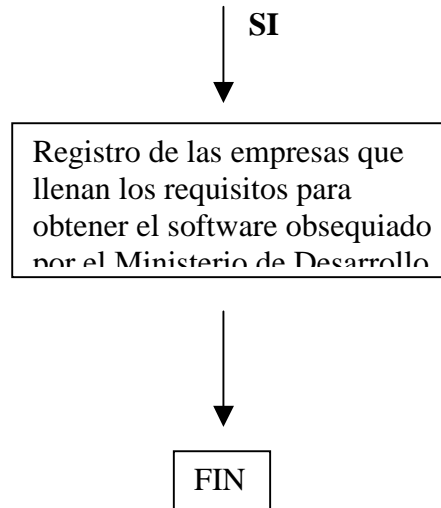 SI
Registro de las empresas que
llenan los requisitos para
obtener el software obsequiado
por el Ministerio de Desarrollo
FIN